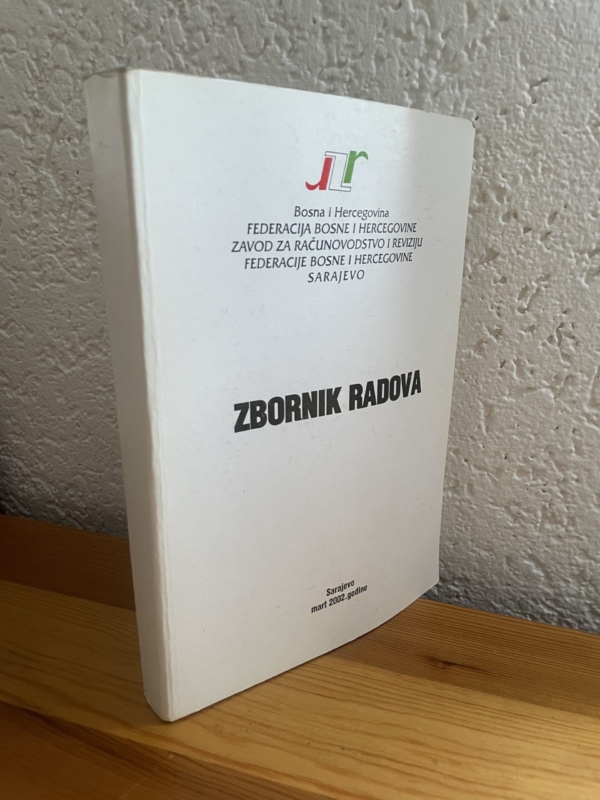 Bosna i Hercegovina
FEDERACIJA BOSNE I HERCEGOVINE
ZAVOD ZA RAČUNOVODSTVO I REVIZIJU
FEDERACIJE BOSNE I HERCEGOVINE
SARAJEVO
ZBORNIK RADOVA
Sarajevo
mart 2002.godine